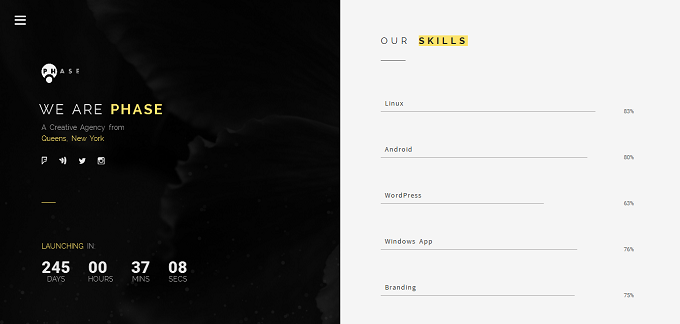 PHASE
WE ARE PHASE
A Creative Agency from
Queens, New York
LAUNCHING IN:
245 00 37 08
DAYS HOURS MINS SECS
OUR SKILLS
Linux
83%
Android
80%
WordPress
63%
Windows App
76%
Branding
75%